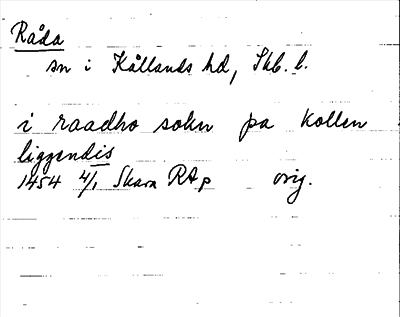 Råda
sn i Kållands hd, Skb. l.
i raadho sokn pa kollen
liggendis
1454 4/1 Skara RAp orig.